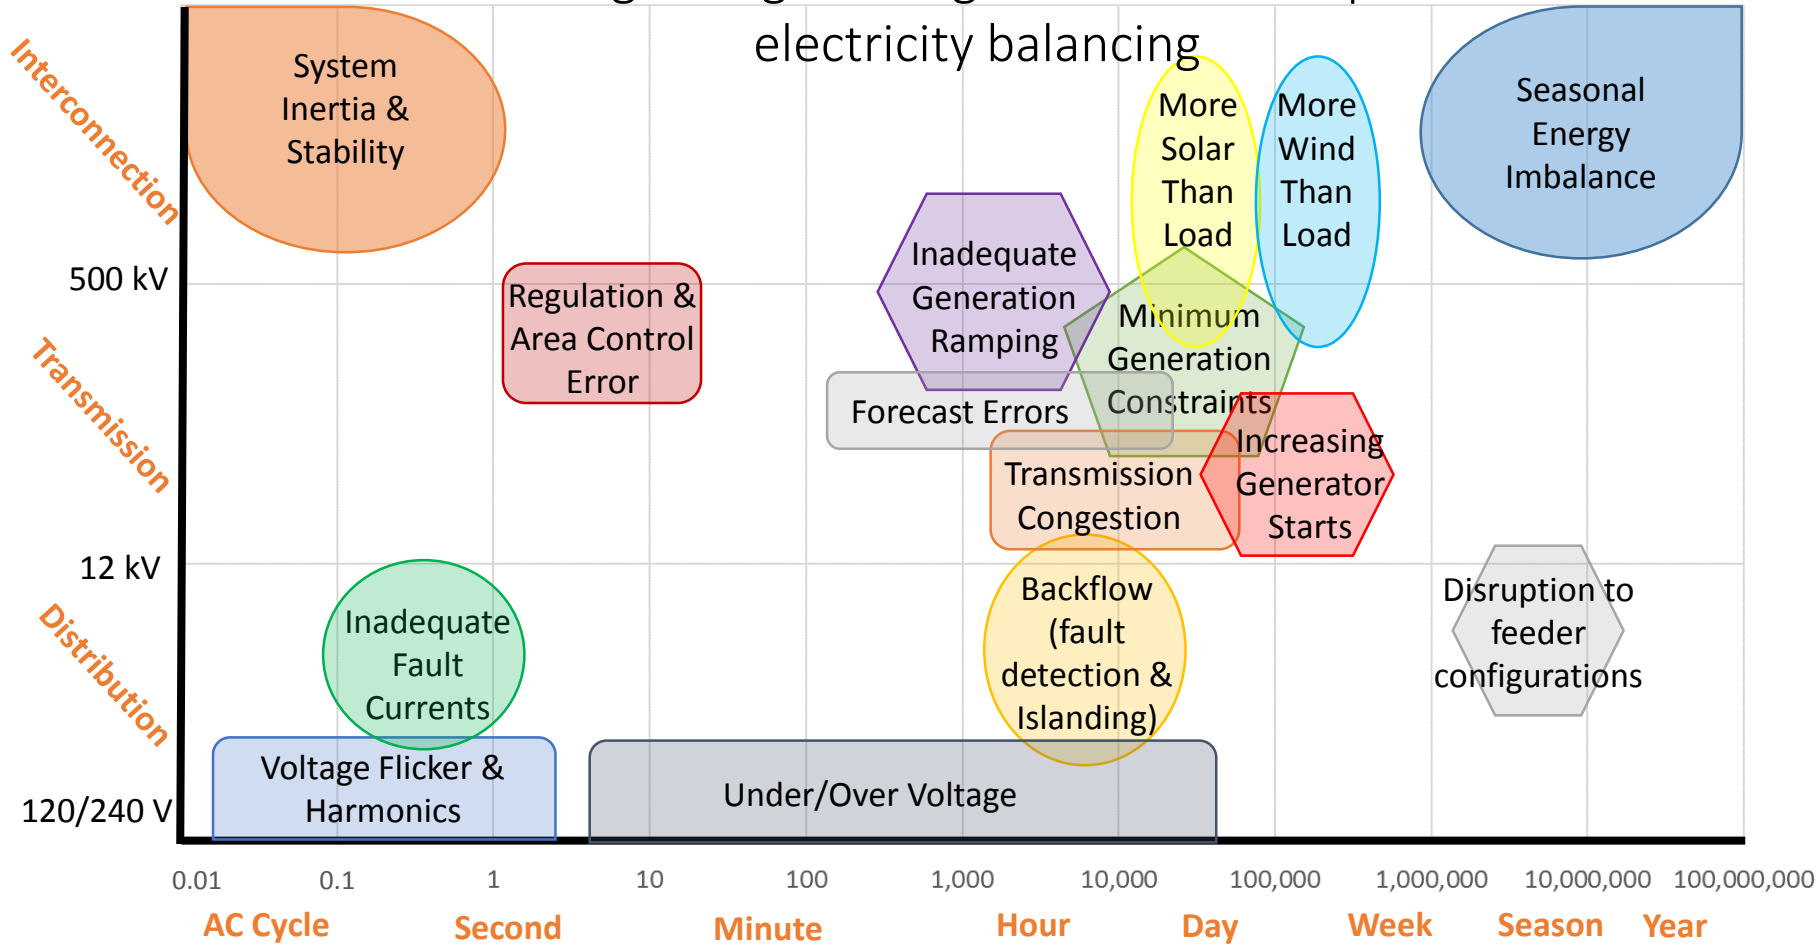 electricity balancing
Interconnection
System
Inertia &
Stability
More
Solar
Than
Load
More
Wind
Than
Load
Seasonal
Energy
Imbalance
500 kV
Regulation &
Area Control
Error
Inadequate
Generation
Ramping
Minimum
Generation
Constraints
Transmission
Forecast Errors
Transmission
Congestion
Increasing
Generator
Starts
12 kV
Distribution
Inadequate
Fault
Currents
Backflow
(fault
detection &
Islanding)
Disruption to
feeder
configurations
Voltage Flicker &
Harmonics
Under/Over Voltage
120/240 V
0.01 0.1 1 10 100 1,000 10,000 100,000 1,000,000 10,000,000 100,000,000
AC Cycle Second Minute Hour Day Week Season Year